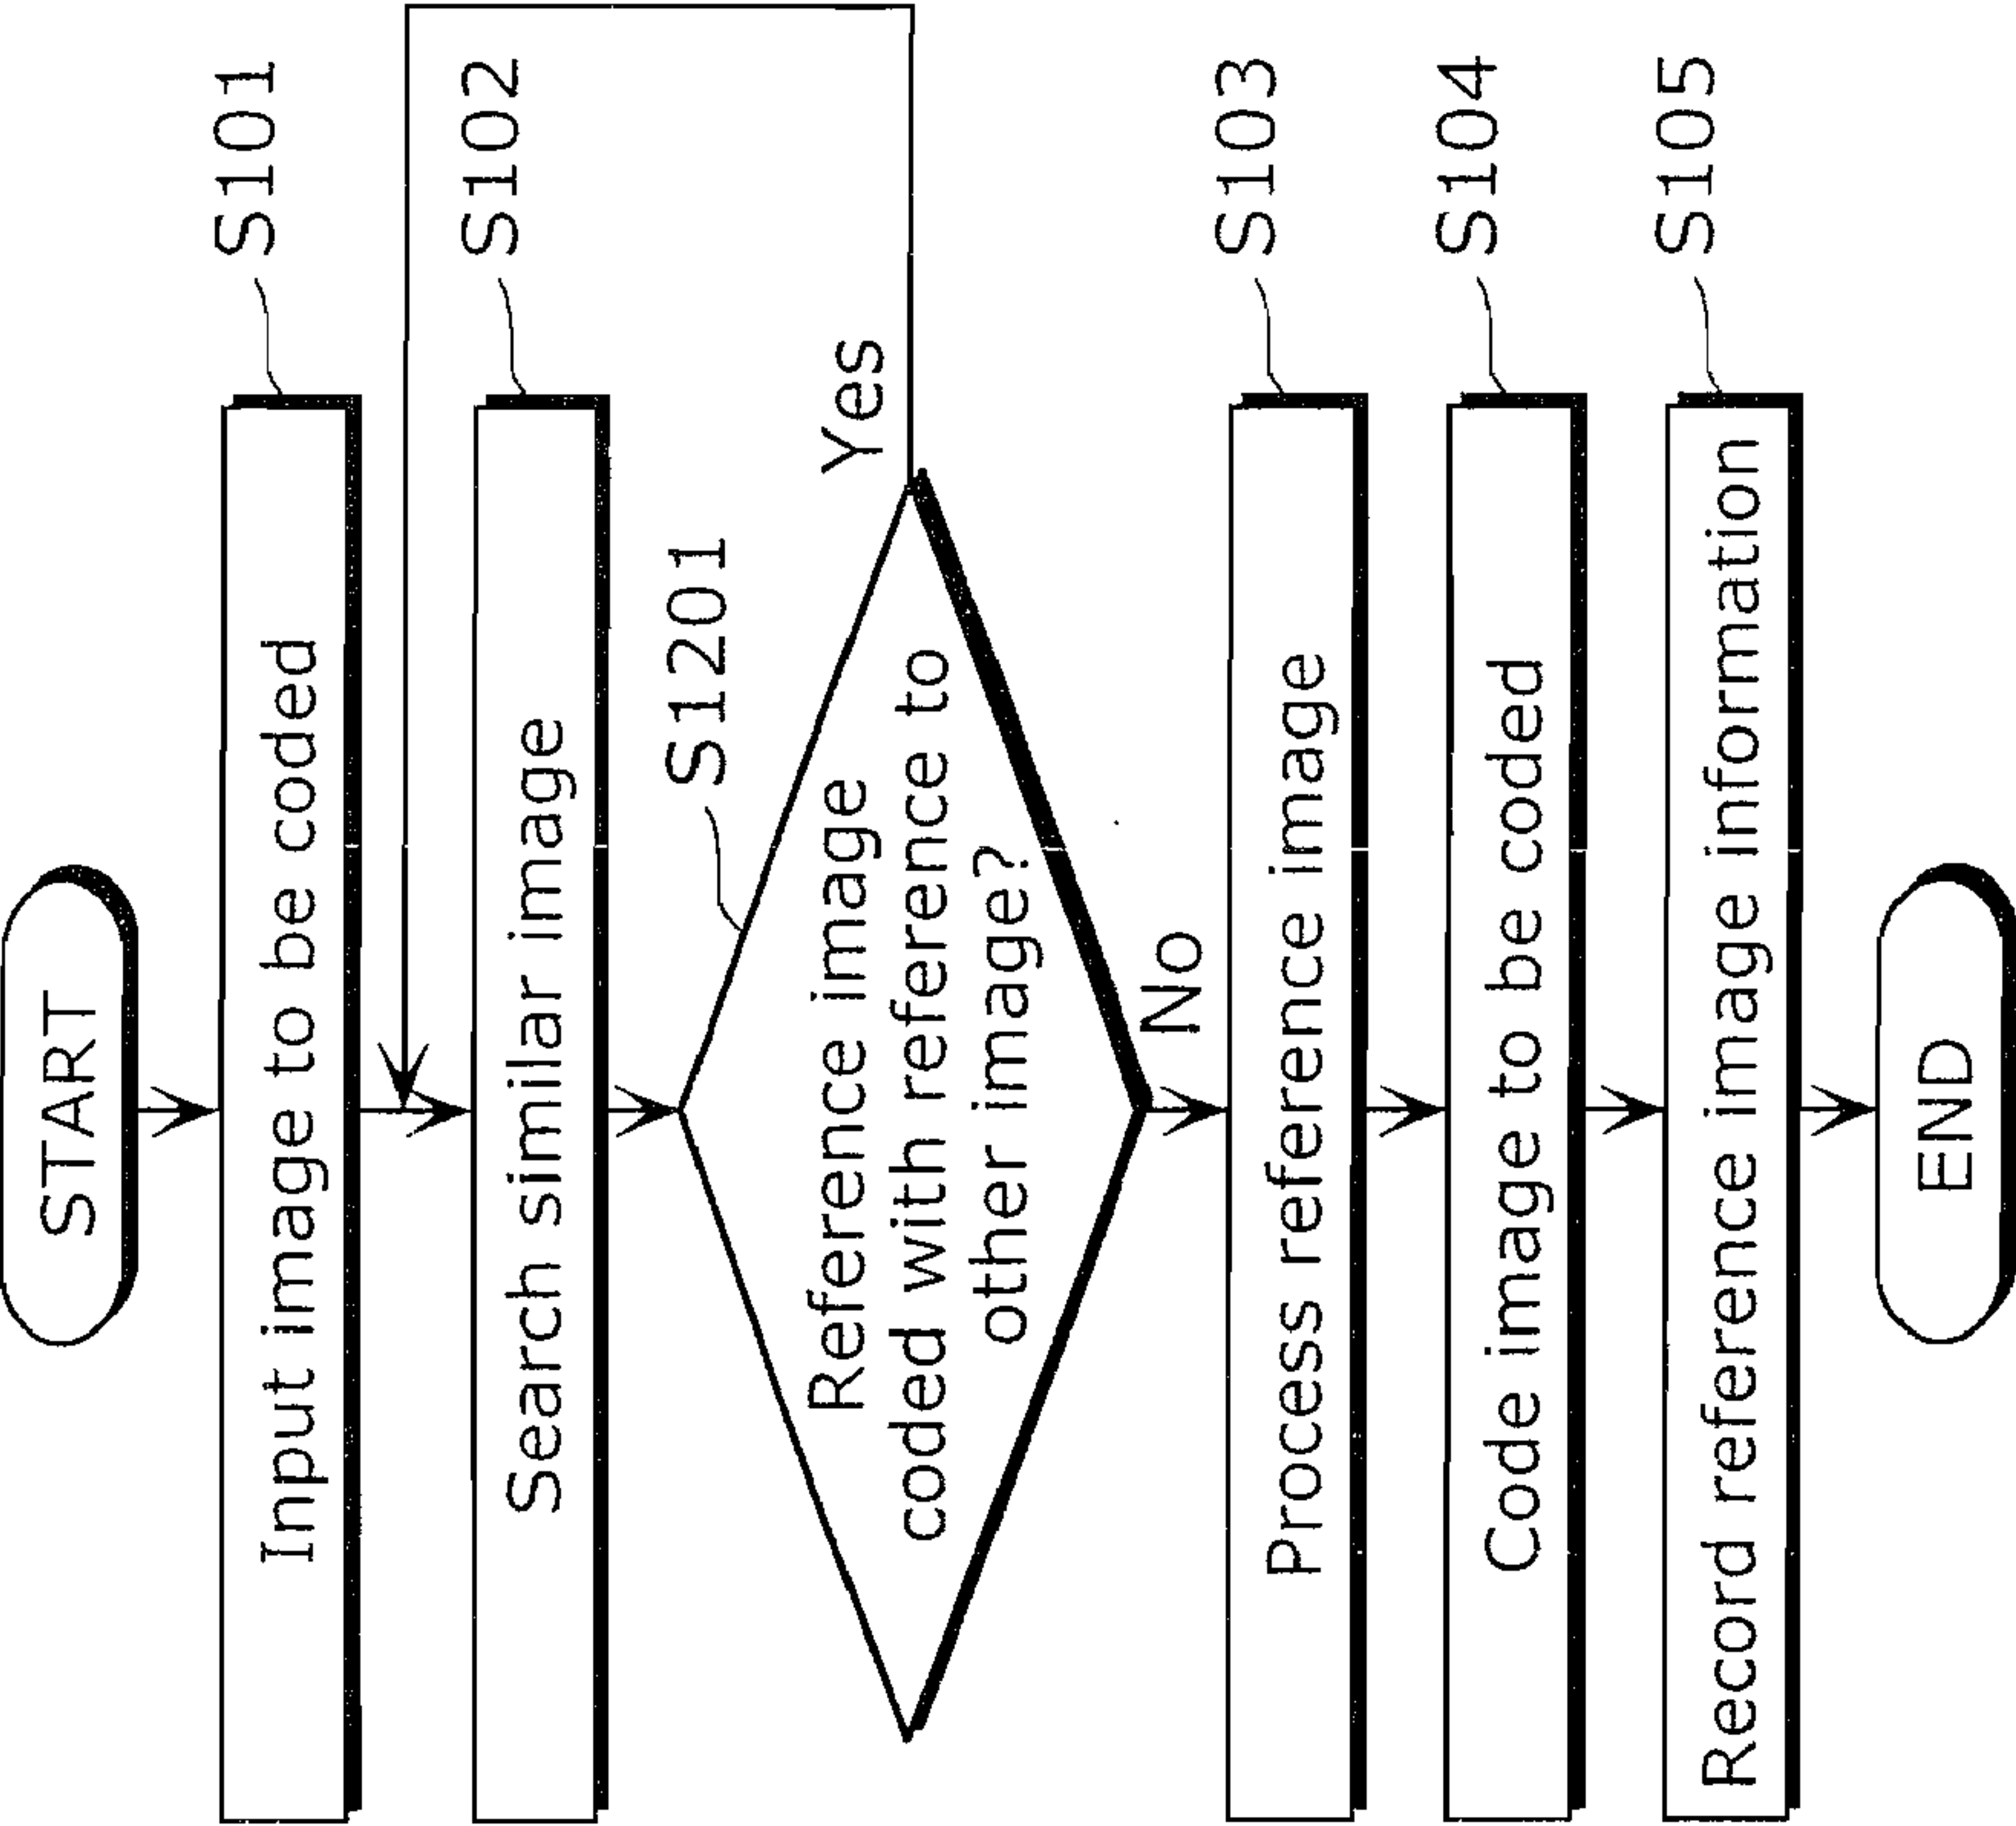 START
Input image to be coded
S101
Search similar image
S102
S1201
Reference image
coded with reference to
other image?
Yes
No
Process reference image
S103
Code image to be coded
S104
Record reference image information
S105
END